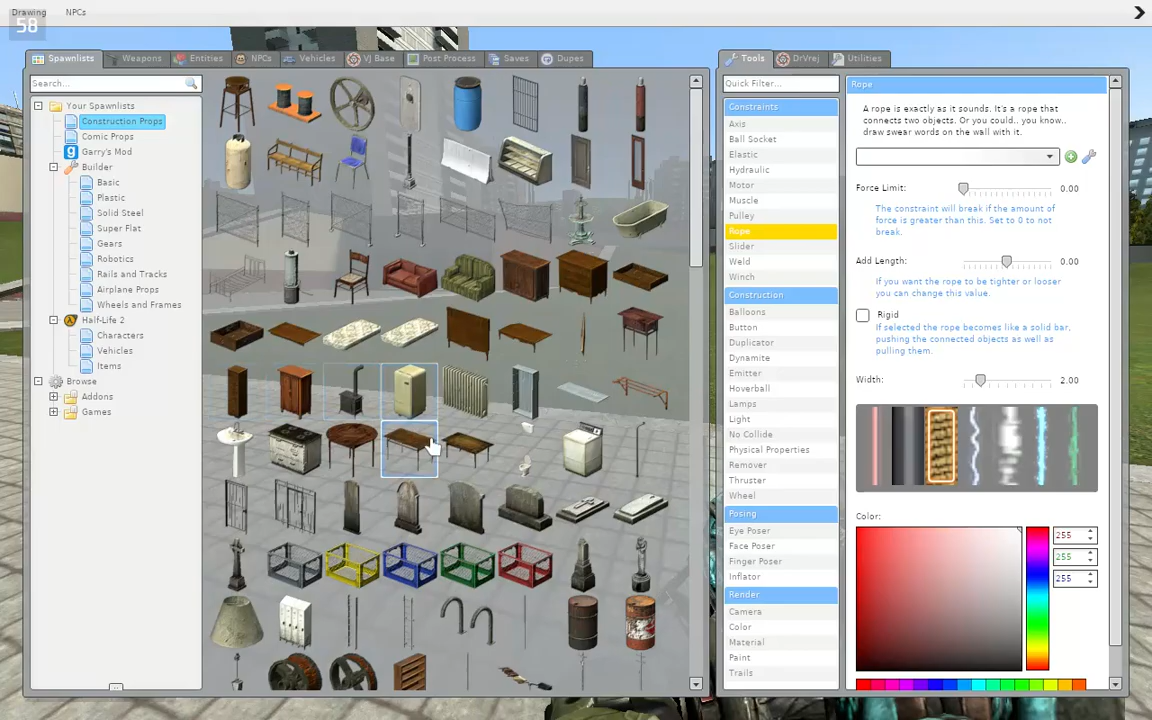 Drawing NPCs
58
Spawnlists Weapons Entities NPCs Vehicles VJ Base Post Process Saves Dupes
Search...
Your Spawnlists
Construction Props
Comic Props
Garry's Mod
Builder
Basic
Plastic
Solid Steel
Super Flat
Gears
Robotics
Rails and Tracks
Airplane Props
Wheels and Frames
Half-Life 2
Characters
Vehicles
Items
Browse
Addons
Games
Tools DrVrej Utilities
Quick Filter...
Constraints
Axis
Ball Socket
Elastic
Hydraulic
Motor
Muscle
Pulley
Rope
Slider
Weld
Winch
Construction
Balloons
Button
Duplicator
Dynamite
Emitter
Hoverball
Lamps
Light
No Collide
Physical Properties
Remover
Thruster
Wheel
Posing
Eye Poser
Face Poser
Finger Poser
Inflator
Render
Camera
Color
Material
Paint
Trails
Rope
A rope is exactly as it sounds. It's a rope that
connects two objects. Or you could.. you know..
draw swear words on the wall with it.
Force Limit: 0.00
The constraint will break if the amount of
force is greater than this. Set to 0 to not
break.
Add Length: 0.00
If you want the rope to be tighter or looser
you can change this value.
Rigid
If selected the rope becomes like a solid bar,
pushing the connected objects as well as
pulling them.
Width: 2.00
Color:
255
255
255